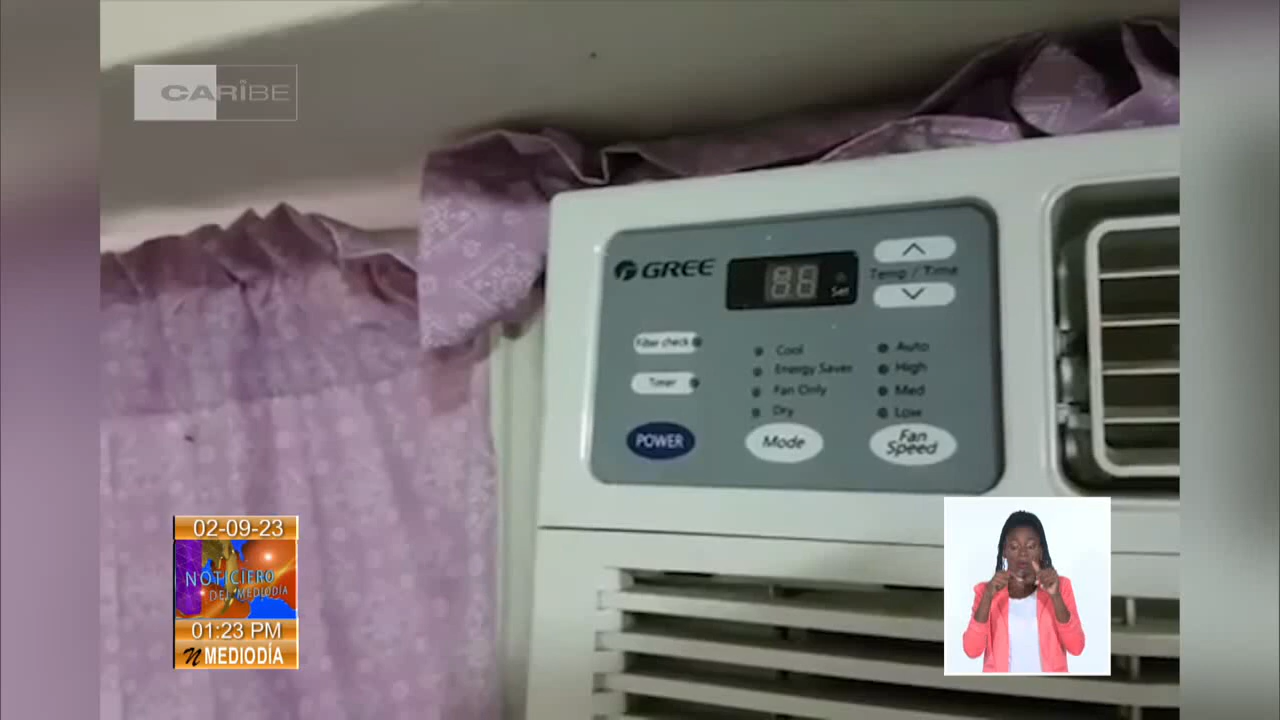 CARIBE
GREE
Set
Temp / Time
Filter check
Timer
POWER
Cool
Energy Saver
Fan Only
Dry
Mode
Auto
High
Med
Low
Fan
Speed
02-09-23
NOTICIERO
DEL MEDIODÍA
01:23 PM
MEDIODÍA